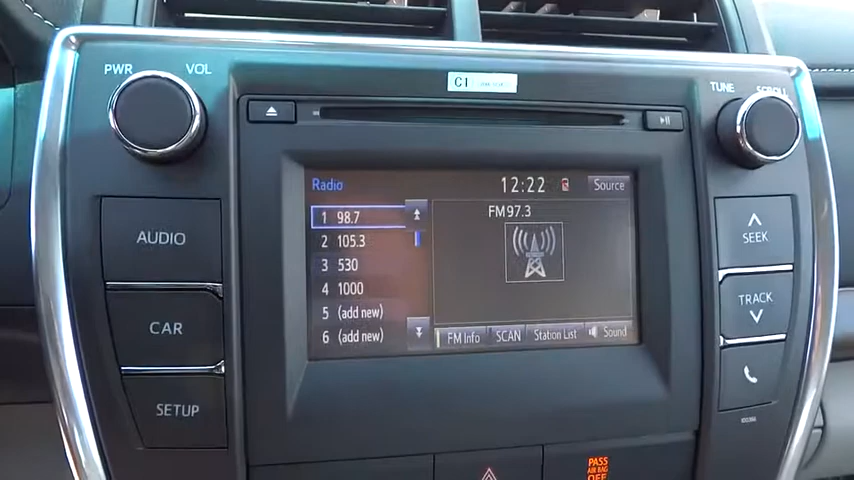 PWR VOL
G1
TUNE SCROLL
Radio 12:22 Source
1 98.7
FM97.3
2 105.3
3 530
4 1000
5 (add new)
6 (add new)
FM Info SCAN Station List Sound
AUDIO
CAR
SETUP
SEEK
TRACK
PASS
AIR BAG
OFF